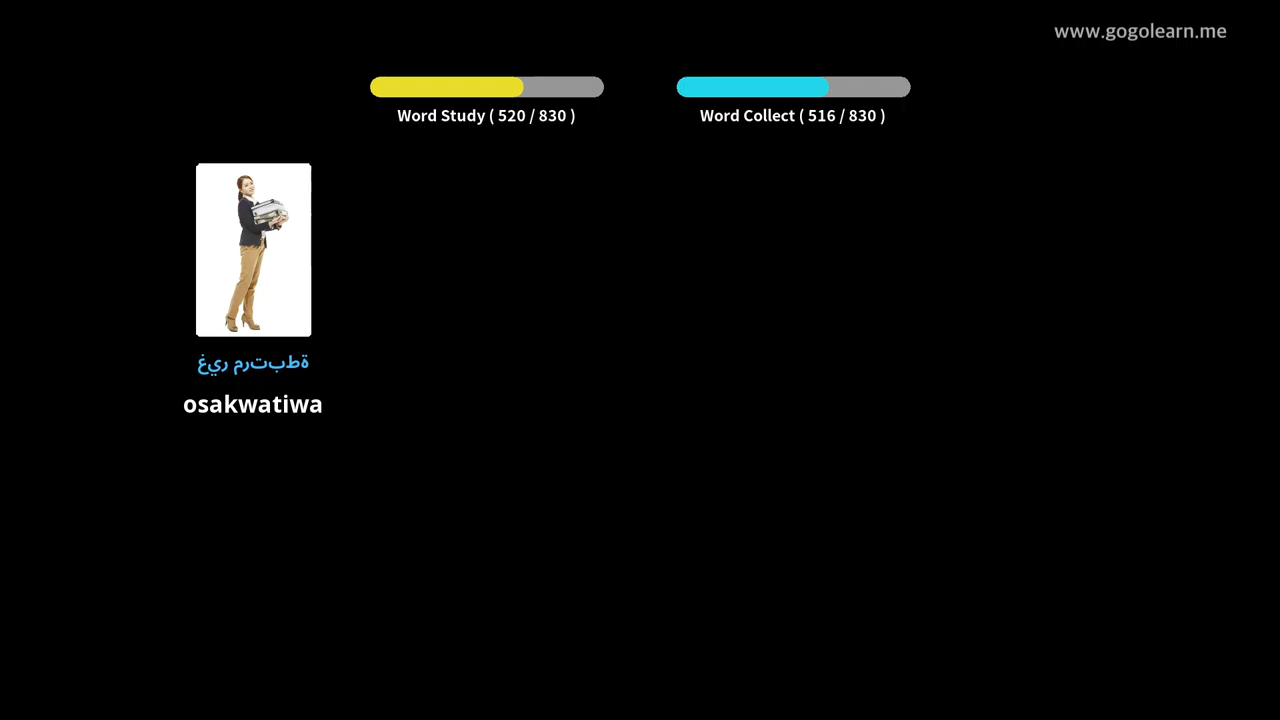 www.gogolearn.me
Word Study ( 520 / 830 )
Word Collect ( 516 / 830 )
غير مرتبطة
osakwatiwa